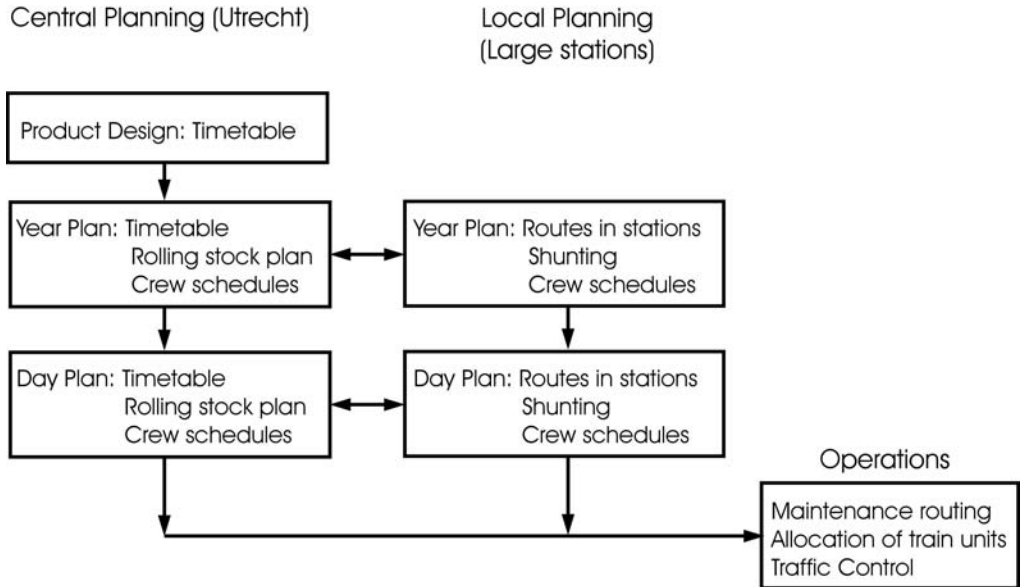 Central Planning (Utrecht)
Local Planning
(Large stations)
Product Design: Timetable
Year Plan: Timetable
Rolling stock plan
Crew schedules
Year Plan: Routes in stations
Shunting
Crew schedules
Day Plan: Timetable
Rolling stock plan
Crew schedules
Day Plan: Routes in stations
Shunting
Crew schedules
Operations
Maintenance routing
Allocation of train units
Traffic Control